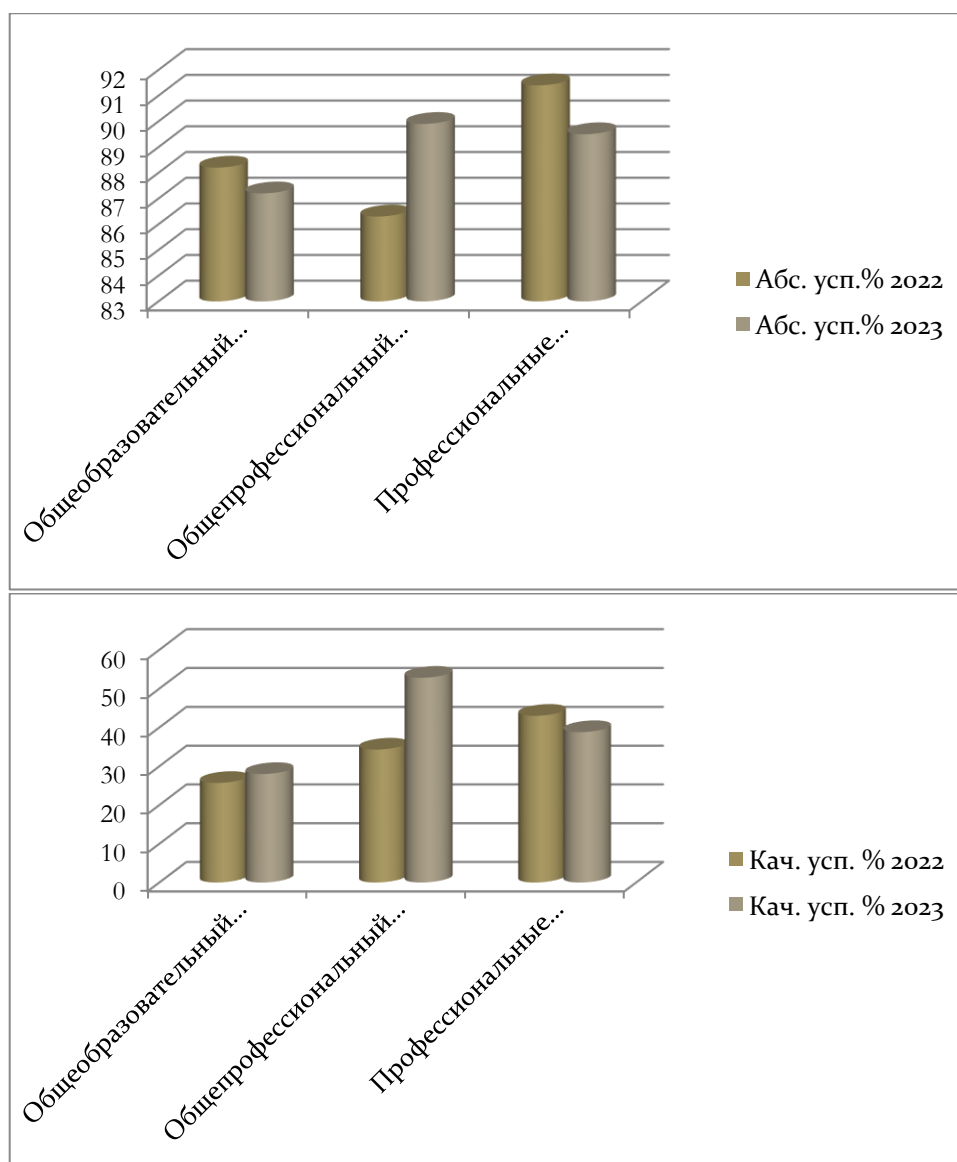 92
91
90
89
88
87
86
85
84
83
Абс. усп.% 2022
Абс. усп.% 2023
Общеобразовательный...
Общепрофессиональный...
Профессиональные...
60
50
40
30
20
10
0
Кач. усп. % 2022
Кач. усп. % 2023
Общеобразовательный...
Общепрофессиональный...
Профессиональные...